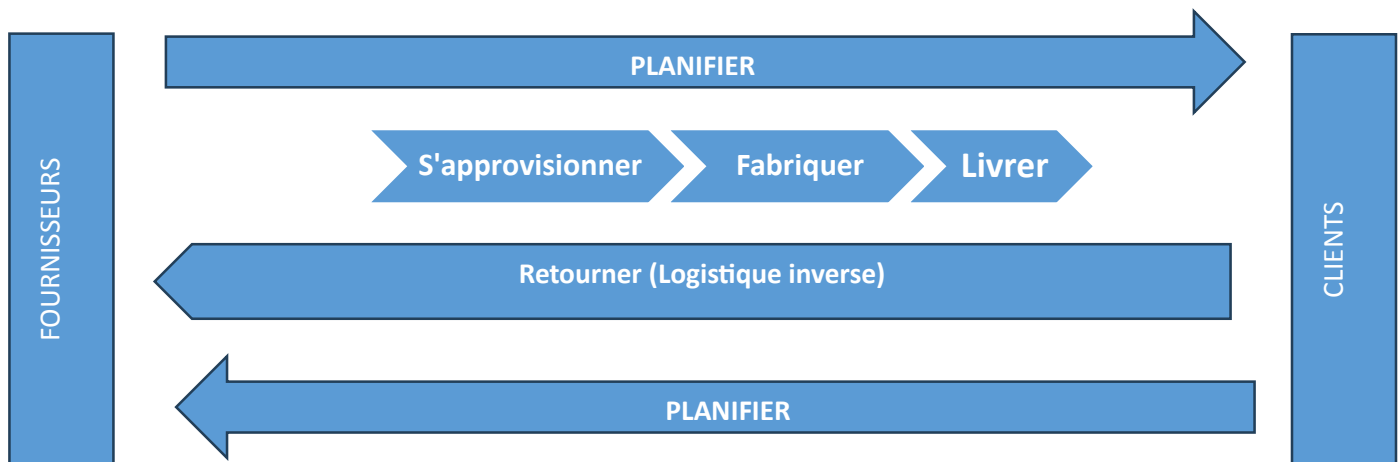 FOURNISSEURS
PLANIFIER
S'approvisionner
Fabriquer
Livrer
Retourner (Logistique inverse)
PLANIFIER
CLIENTS